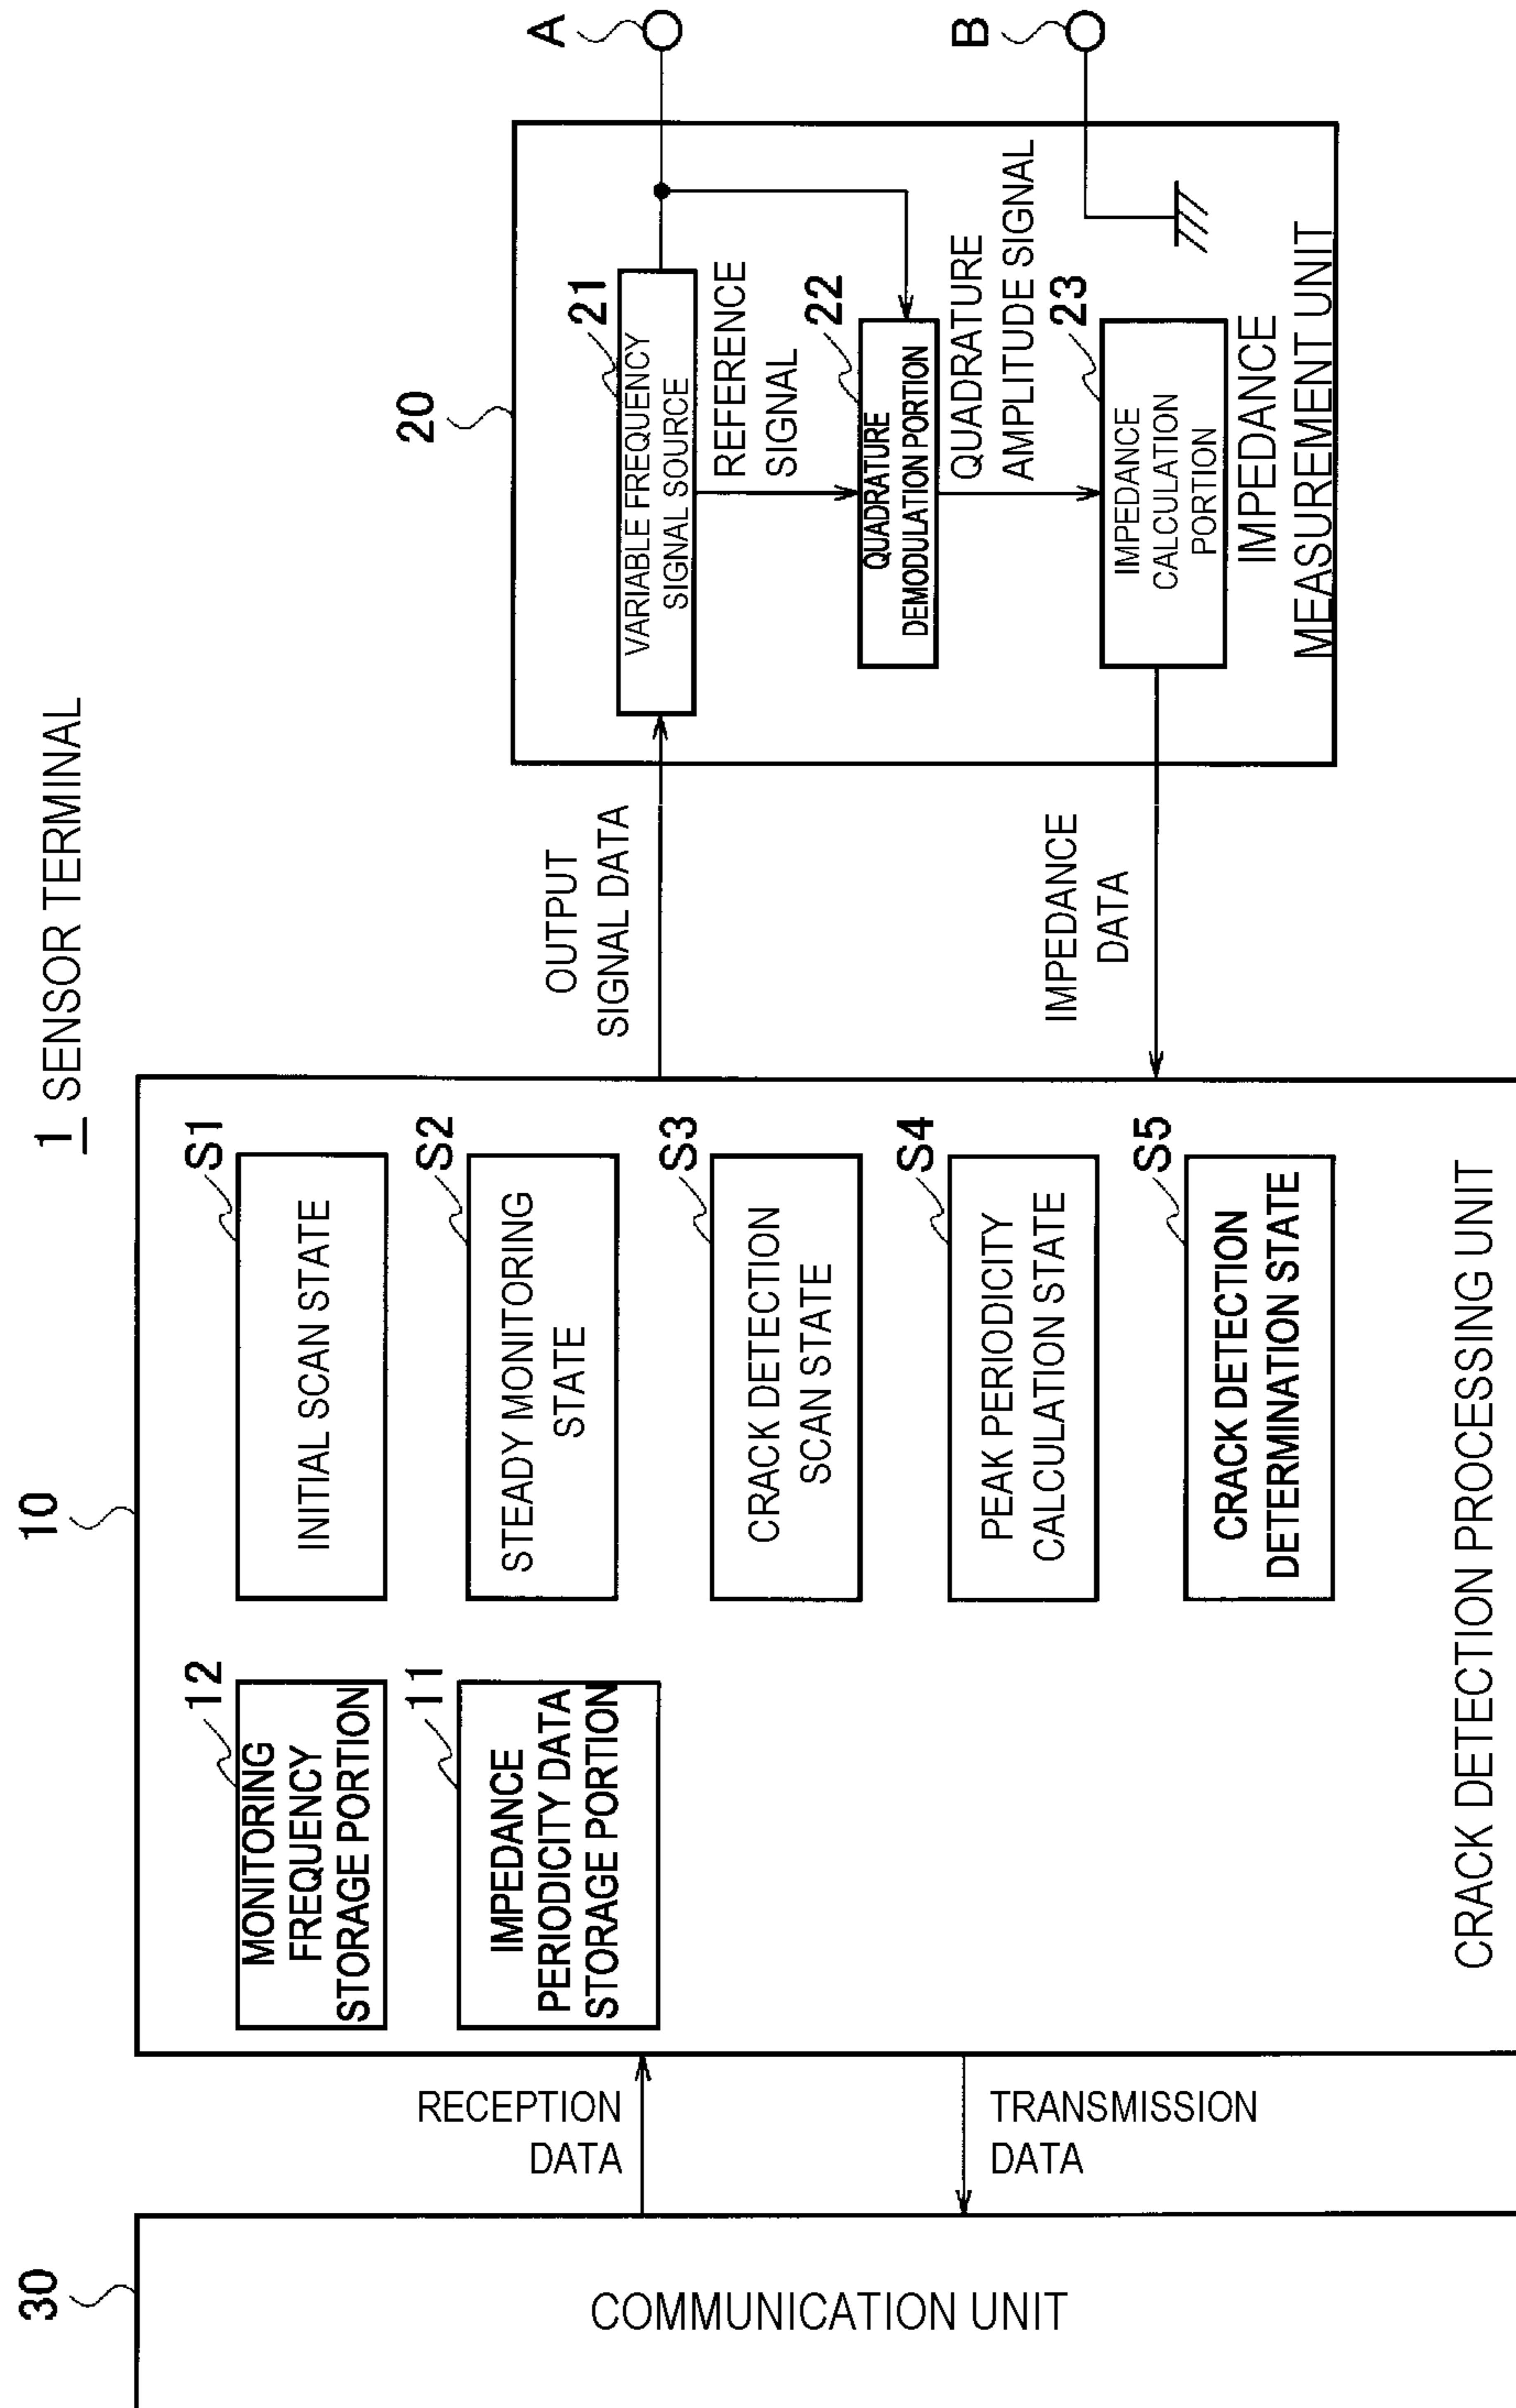 1 SENSOR TERMINAL
30
COMMUNICATION UNIT
RECEPTION
DATA
TRANSMISSION
DATA
10
12
MONITORING
FREQUENCY
STORAGE PORTION
11
IMPEDANCE
PERIODICITY DATA
STORAGE PORTION
S1
INITIAL SCAN STATE
S2
STEADY MONITORING
STATE
S3
CRACK DETECTION
SCAN STATE
S4
PEAK PERIODICITY
CALCULATION STATE
S5
CRACK DETECTION
DETERMINATION STATE
CRACK DETECTION PROCESSING UNIT
OUTPUT
SIGNAL DATA
IMPEDANCE
DATA
20
21
VARIABLE FREQUENCY
SIGNAL SOURCE
REFERENCE
SIGNAL
22
QUADRATURE
DEMODULATION PORTION
QUADRATURE
AMPLITUDE SIGNAL
23
IMPEDANCE
CALCULATION
PORTION
IMPEDANCE
MEASUREMENT UNIT
A
B